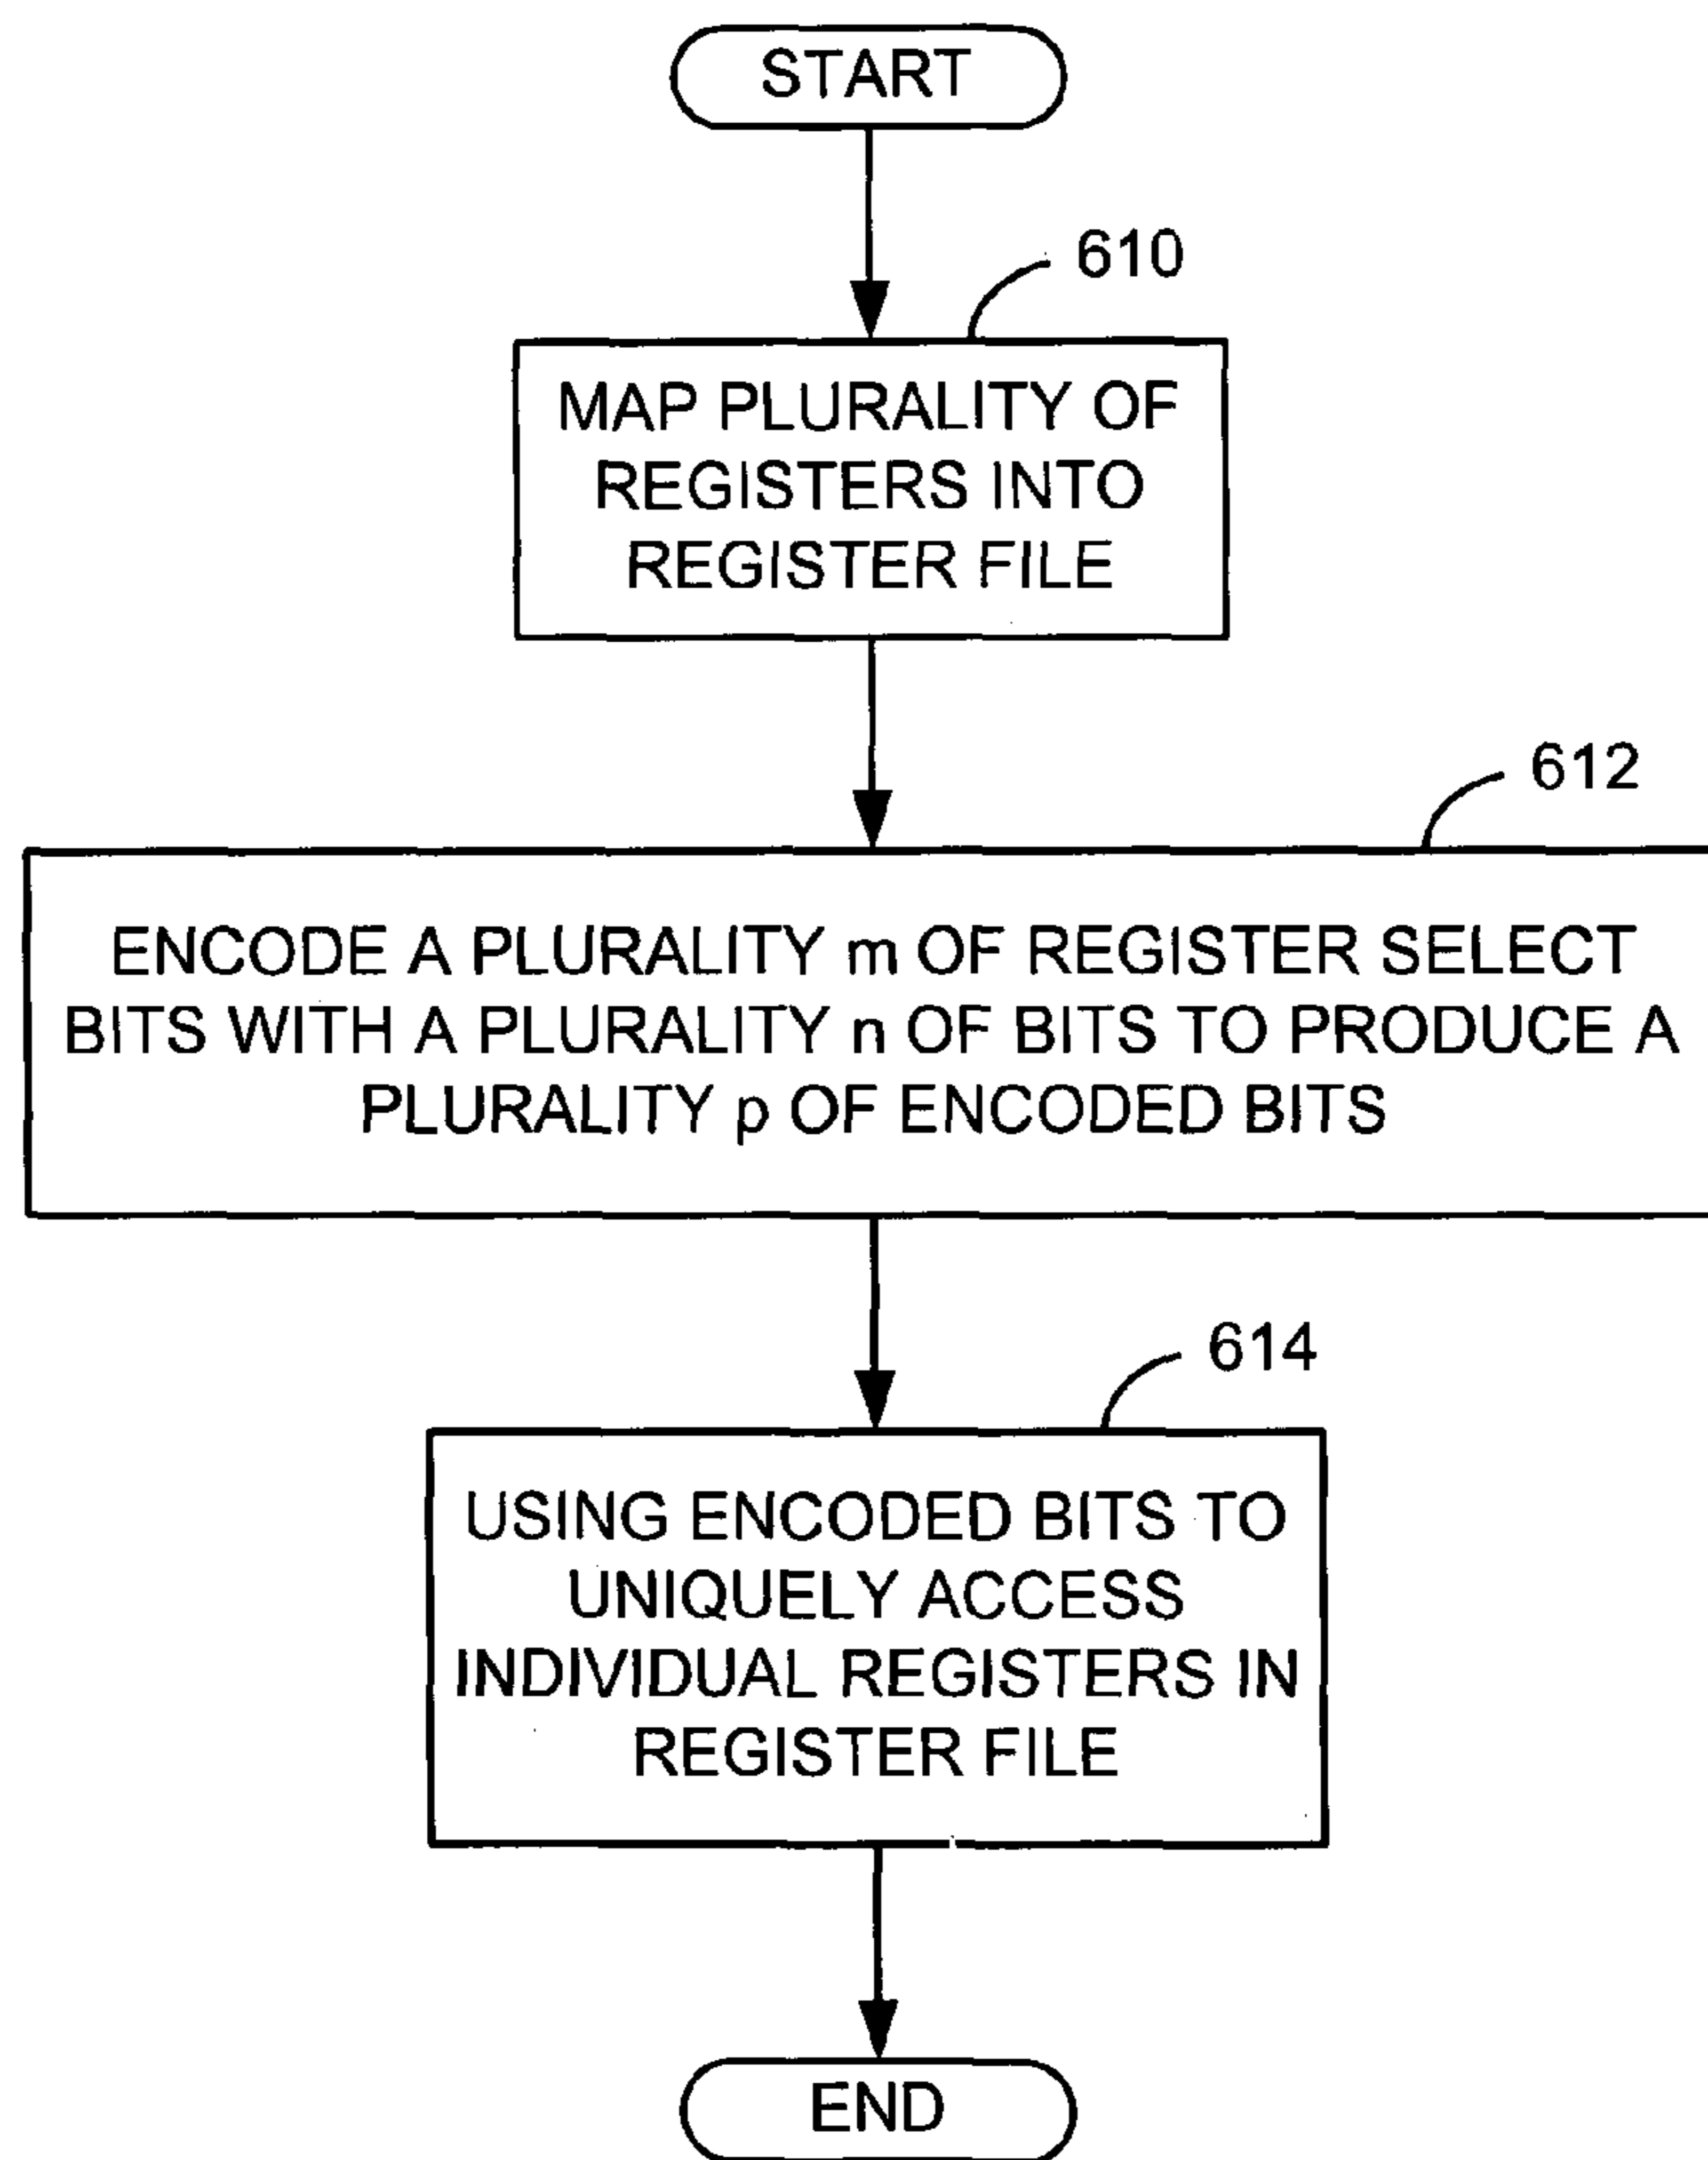 START
610
MAP PLURALITY OF
REGISTERS INTO
REGISTER FILE
612
ENCODE A PLURALITY m OF REGISTER SELECT
BITS WITH A PLURALITY n OF BITS TO PRODUCE A
PLURALITY p OF ENCODED BITS
614
USING ENCODED BITS TO
UNIQUELY ACCESS
INDIVIDUAL REGISTERS IN
REGISTER FILE
END